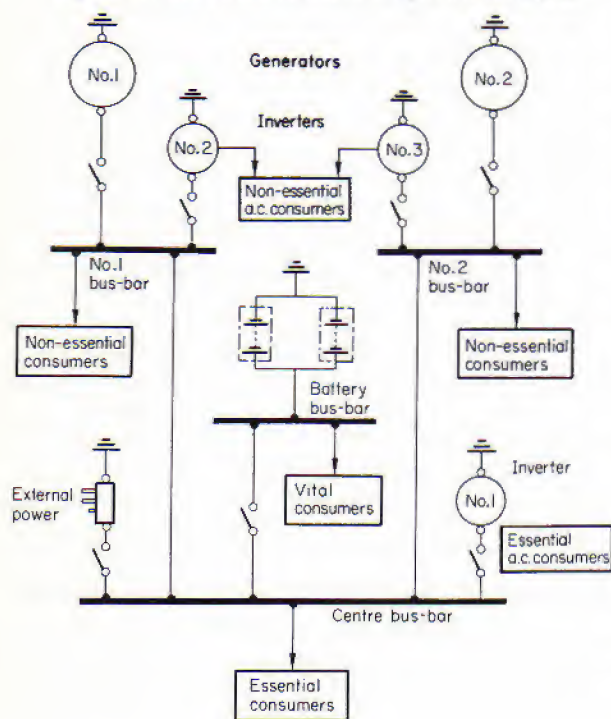 No.1
Generators
No.2
Inverters
No.2
No.3
Non-essential
a.c. consumers
No.1
bus-bar
No.2
bus-bar
Non-essential
consumers
Non-essential
consumers
Battery
bus-bar
Vital
consumers
External
power
Inverter
No.1
Essential
a.c. consumers
Centre bus-bar
Essential
consumers